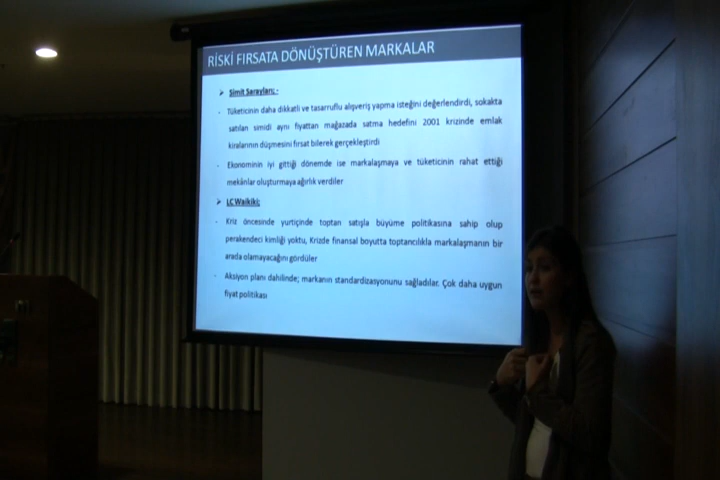 RİSKİ FIRSATA DÖNÜŞTÜREN MARKALAR
➢ Simit Sarayları; -
- Tüketicinin daha dikkatli ve tasarruflu alışveriş yapma isteğini değerlendirdi, sokakta
satılan simidi aynı fiyattan mağazada satma hedefini 2001 krizinde emlak
kiralarının düşmesini fırsat bilerek gerçekleştirdi
- Ekonominin iyi gittiği dönemde ise markalaşmaya ve tüketicinin rahat ettiği
mekânlar oluşturmaya ağırlık verdiler
➢ LC Waikiki;
- Kriz öncesinde yurtiçinde toptan satışla büyüme politikasına sahip olup
perakendeci kimliği yoktu, Krizde finansal boyutta toptancılıkla markalaşmanın bir
arada olamayacağını gördüler
- Aksiyon planı dahilinde; markanın standardizasyonunu sağladılar. Çok daha uygun
fiyat politikası